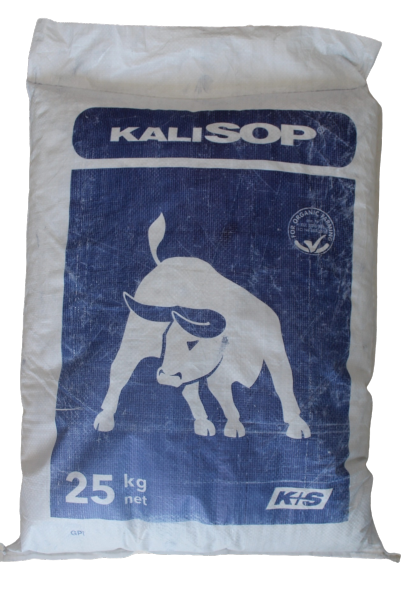 KALISOP
FOR ORGANIC FARMING
25 kg
net
K+S